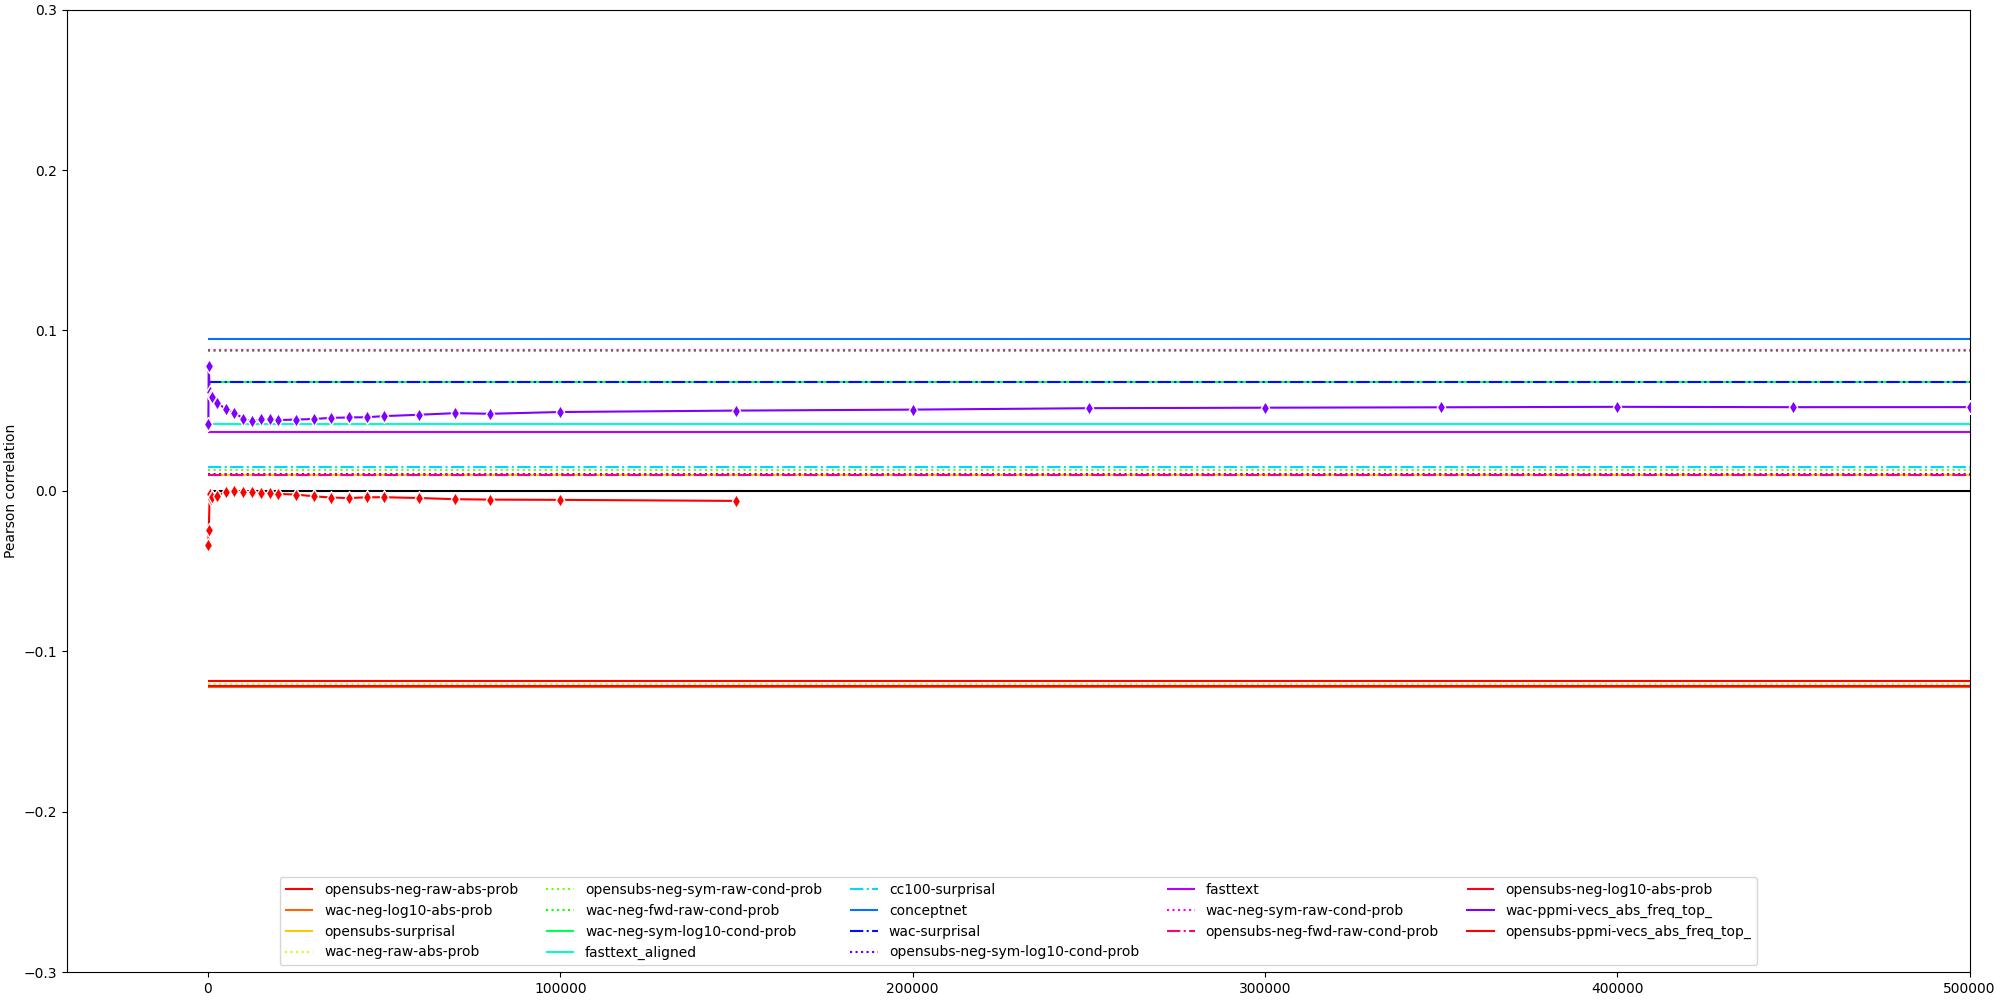 0.3
0.2
0.1
0.0
−0.1
−0.2
−0.3
Pearson correlation
0
100000
200000
300000
400000
500000
opensubs-neg-raw-abs-prob
wac-neg-log10-abs-prob
opensubs-surprisal
wac-neg-raw-abs-prob
opensubs-neg-sym-raw-cond-prob
wac-neg-fwd-raw-cond-prob
wac-neg-sym-log10-cond-prob
fasttext_aligned
cc100-surprisal
conceptnet
wac-surprisal
opensubs-neg-sym-log10-cond-prob
fasttext
wac-neg-sym-raw-cond-prob
opensubs-neg-fwd-raw-cond-prob
opensubs-neg-log10-abs-prob
wac-ppmi-vecs_abs_freq_top_
opensubs-ppmi-vecs_abs_freq_top_